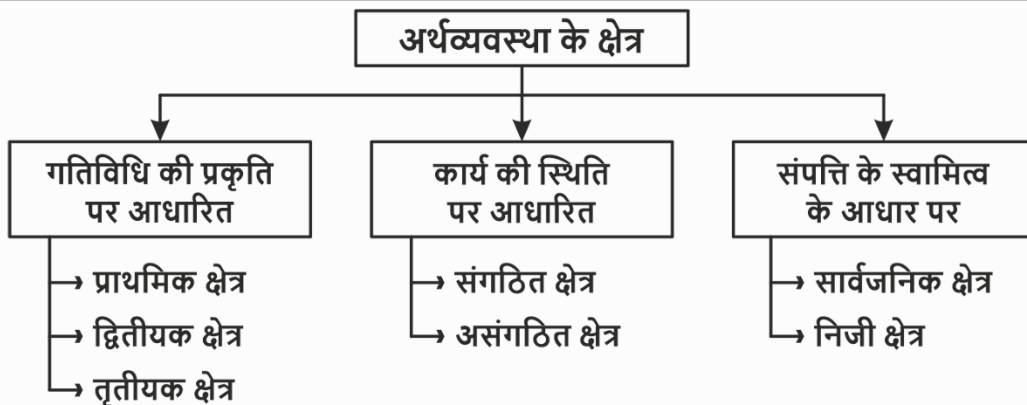 अर्थव्यवस्था के क्षेत्र
गतिविधि की प्रकृति
पर आधारित
प्राथमिक क्षेत्र
द्वितीयक क्षेत्र
तृतीयक क्षेत्र
कार्य की स्थिति
पर आधारित
संगठित क्षेत्र
असंगठित क्षेत्र
संपत्ति के स्वामित्व
के आधार पर
सार्वजनिक क्षेत्र
निजी क्षेत्र